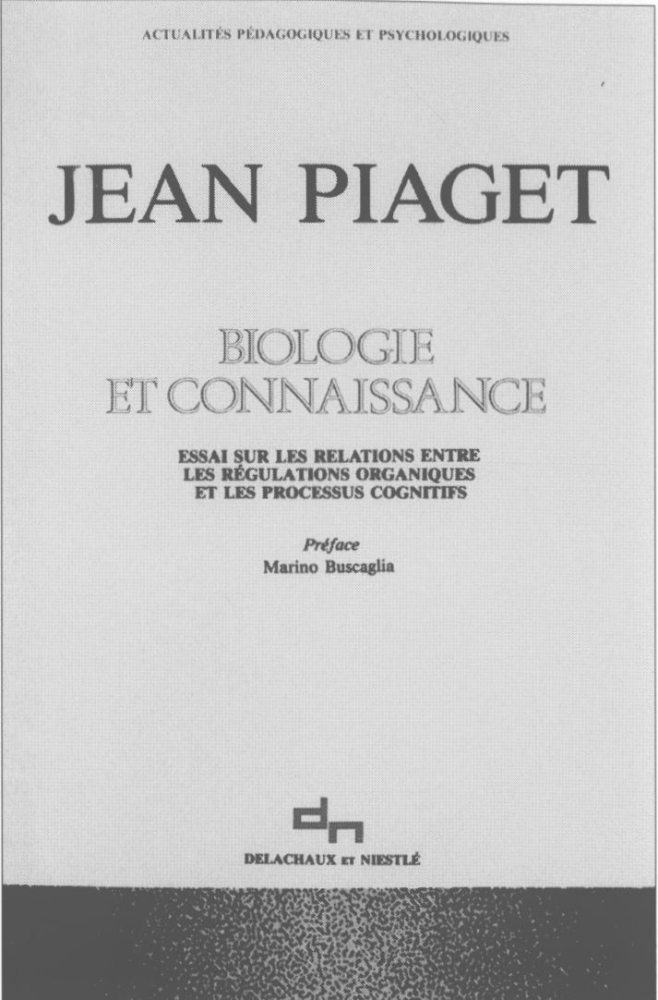 ACTUALITÉS PÉDAGOGIQUES ET PSYCHOLOGIQUES
JEAN PIAGET
BIOLOGIE
ET CONNAISSANCE
ESSAI SUR LES RELATIONS ENTRE
LES RÉGULATIONS ORGANIQUES
ET LES PROCESSUS COGNITIFS
Préface
Marino Buscaglia
dn
DELACHAUX ET NIESTLÉ